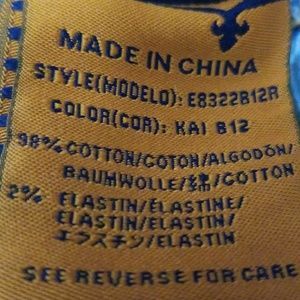 MADE IN CHINA
STYLE(MODELO): E8322B12R
COLOR(COR): KAI B12
98% COTTON/COTON/ALGODÓN/
BAUMWOLLE/綿/COTTON
2% ELASTIN/ÉLASTINE/
ELASTIN/ELASTIN/
エラスチン/ELASTIN
SEE REVERSE FOR CARE